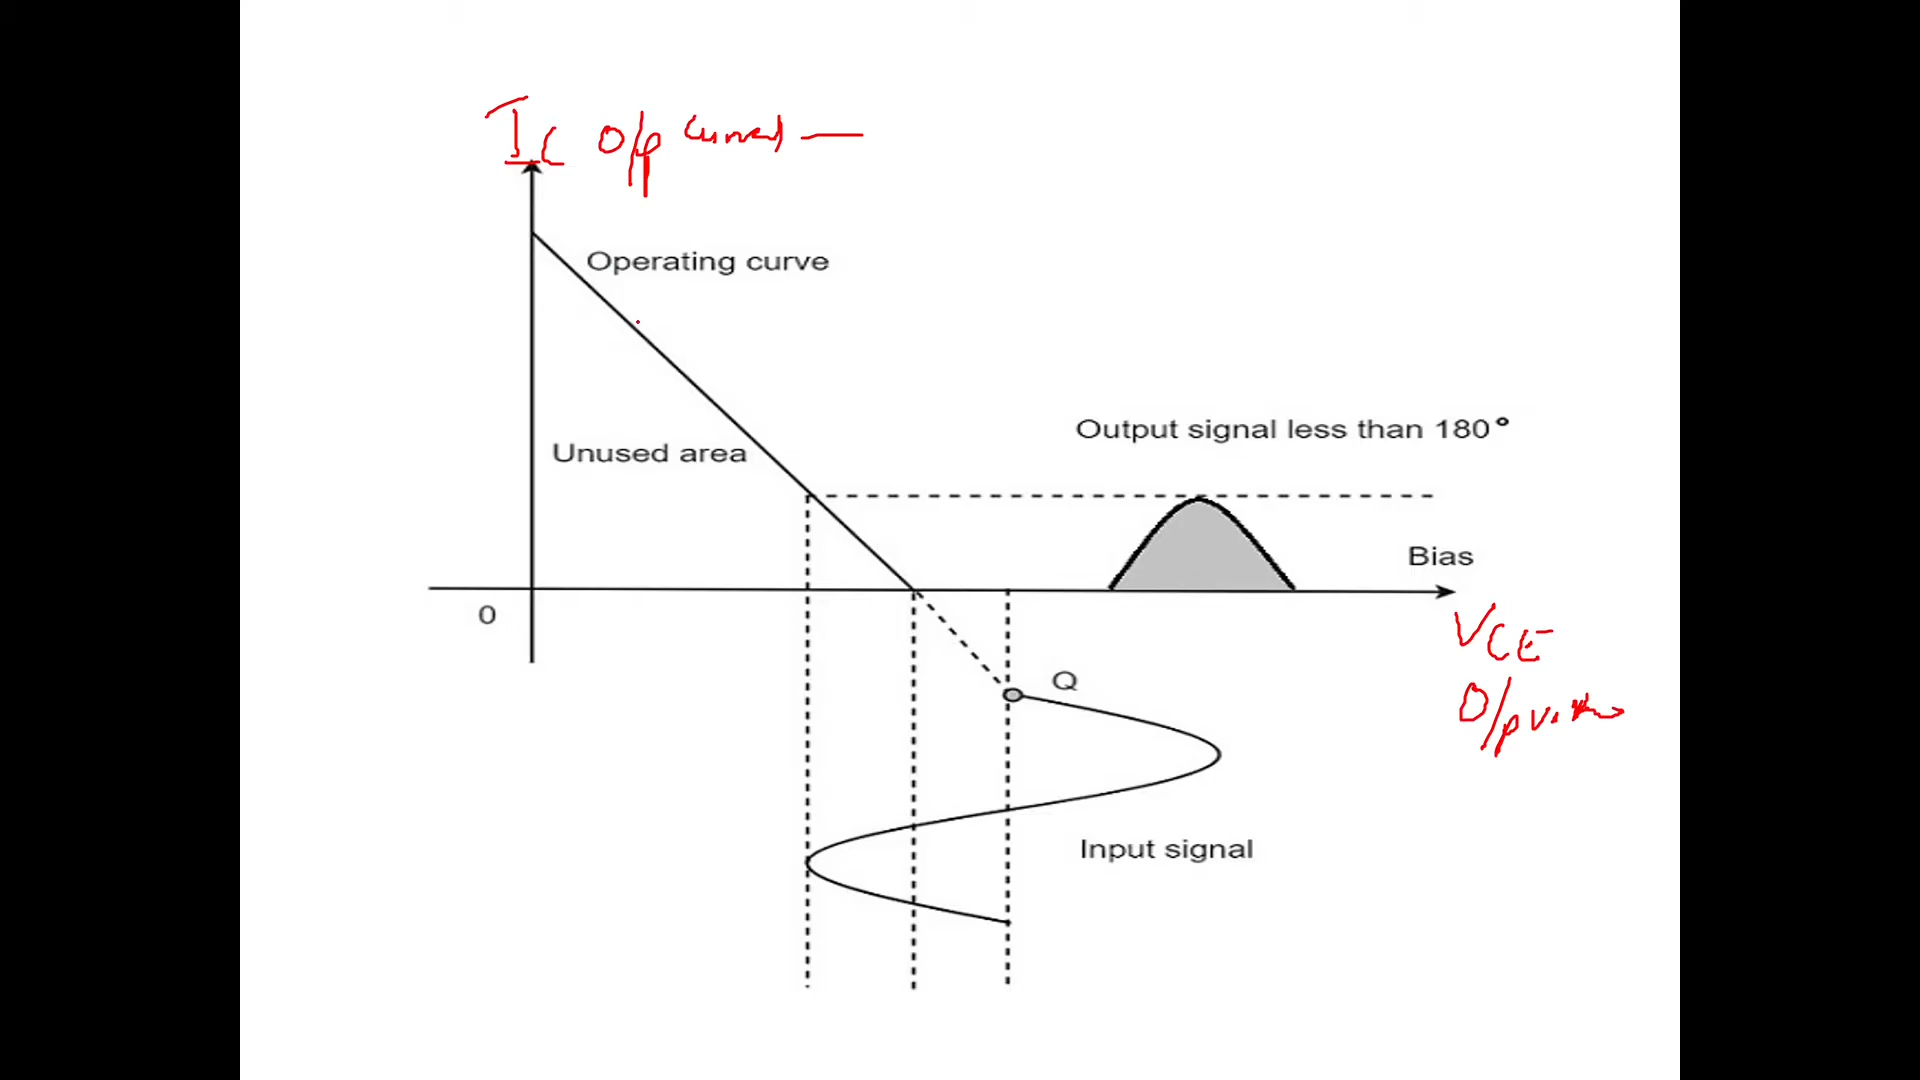 IC O/p Current
Operating curve
Unused area
Output signal less than 180°
Bias
0
VCE
O/p
Q
Input signal